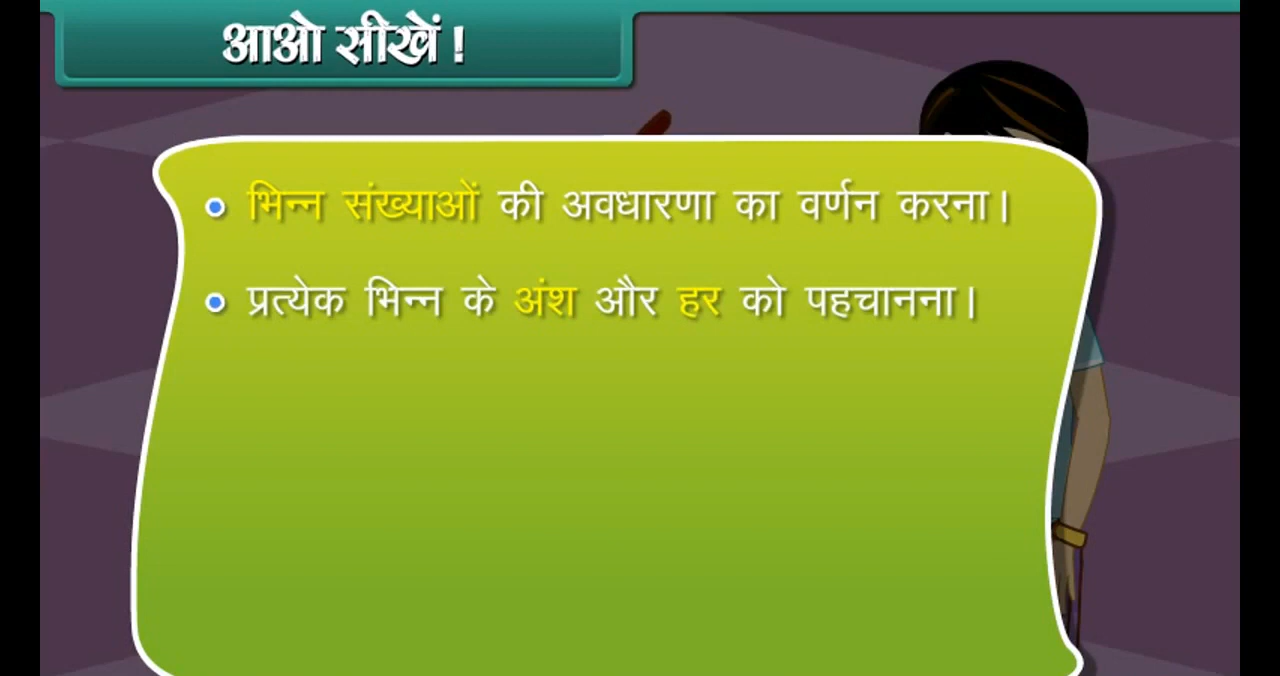 आओ सीखें!
भिन्न संख्याओं की अवधारणा का वर्णन करना।
प्रत्येक भिन्न के अंश और हर को पहचानना।